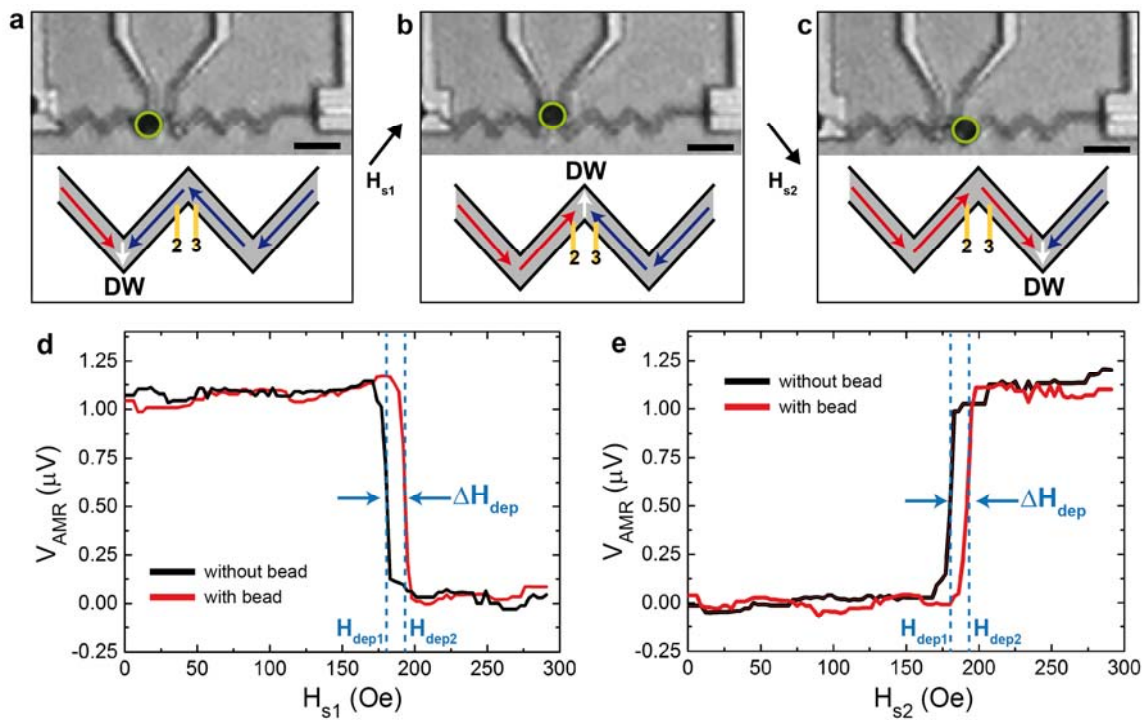 a
b
c
H_s1
H_s2
DW
2 3
DW
2 3
DW
2 3
d
V_AMR (μV)
1.25
1.00
0.75
0.50
0.25
0.00
-0.25
without bead
with bead
ΔH_dep
H_dep1 H_dep2
0 50 100 150 200 250 300
H_s1 (Oe)
e
V_AMR (μV)
1.25
1.00
0.75
0.50
0.25
0.00
-0.25
without bead
with bead
ΔH_dep
H_dep1 H_dep2
0 50 100 150 200 250 300
H_s2 (Oe)